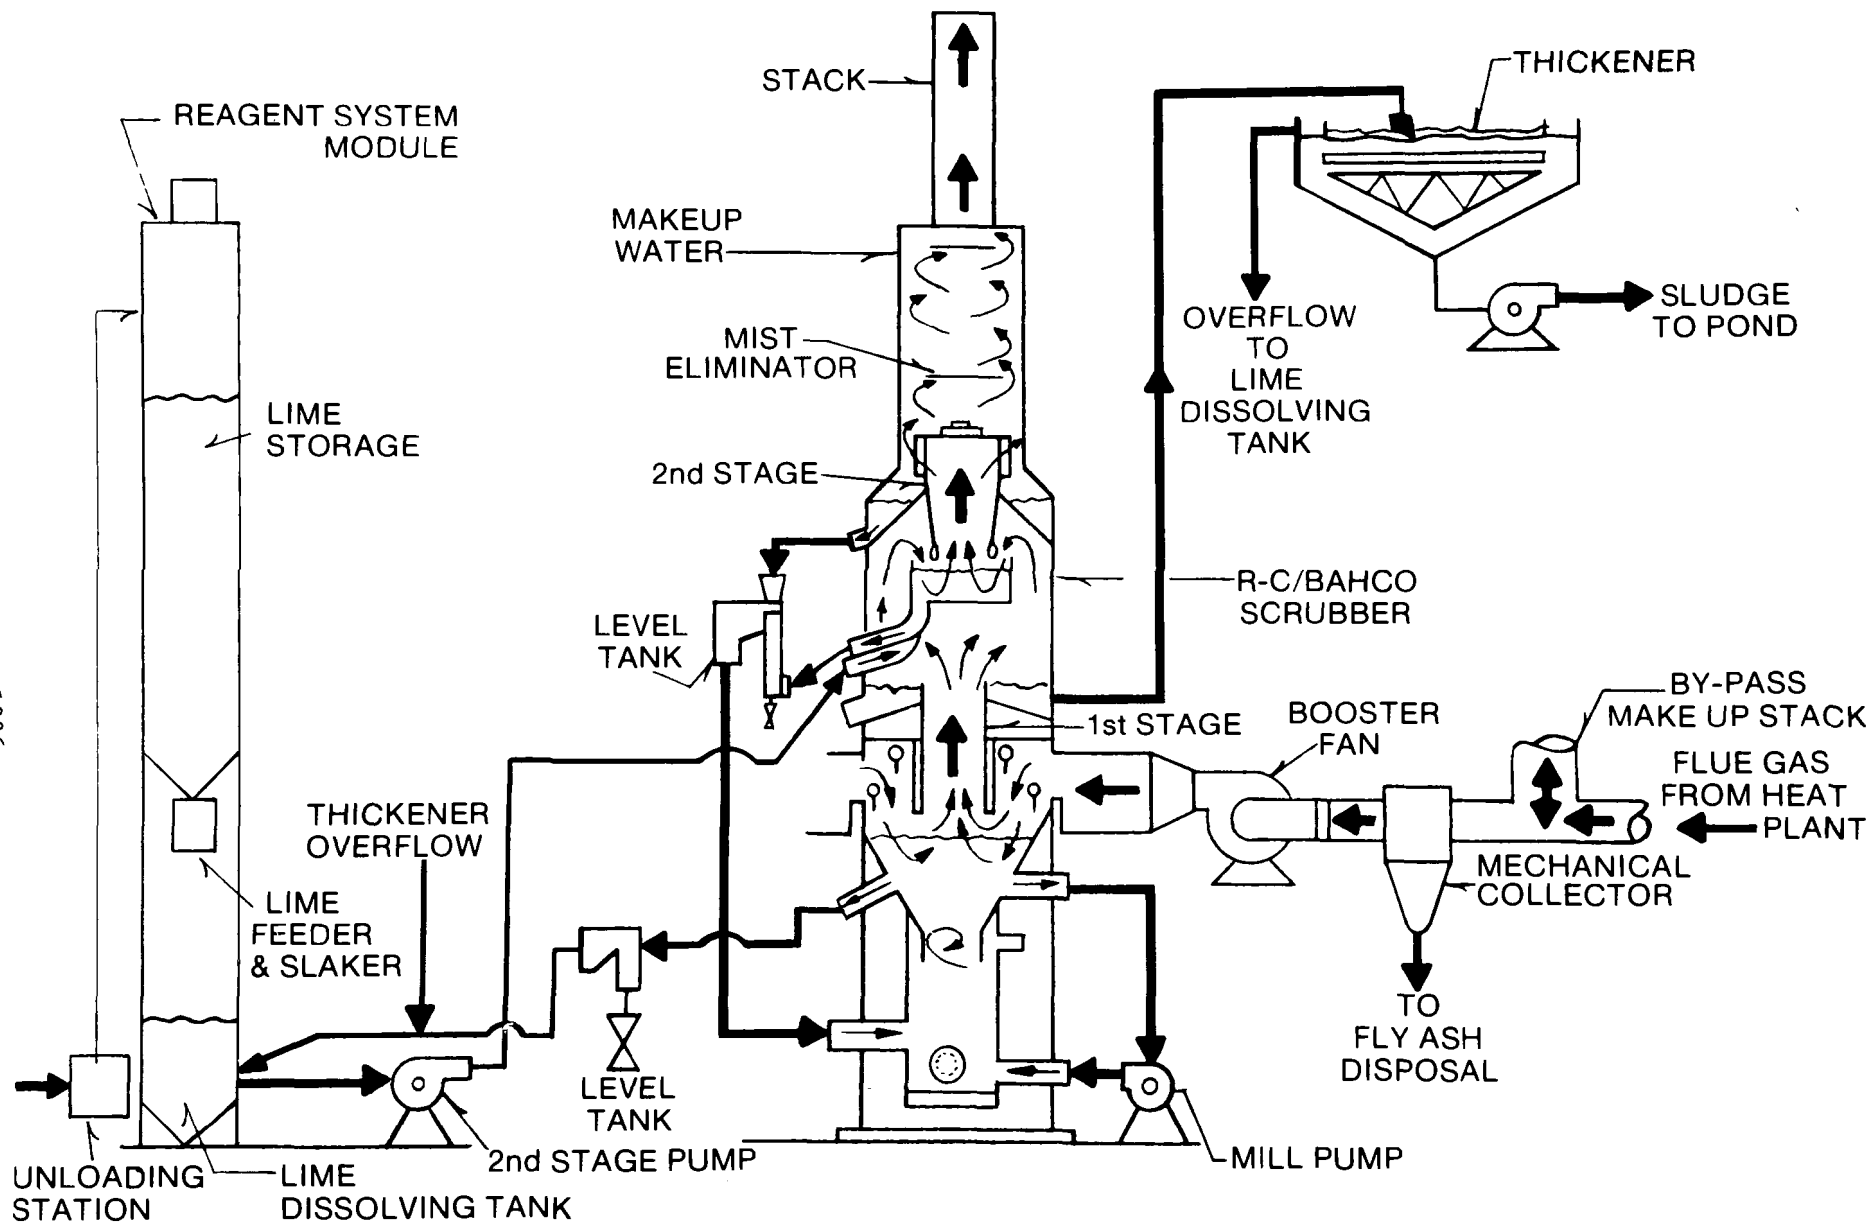 STACK
THICKENER
REAGENT SYSTEM
MODULE
MAKEUP
WATER
SLUDGE
TO POND
OVERFLOW
TO
LIME
DISSOLVING
TANK
MIST
ELIMINATOR
LIME
STORAGE
2nd STAGE
R-C/BAHCO
SCRUBBER
LEVEL
TANK
BY-PASS
MAKE UP STACK
1st STAGE
BOOSTER
FAN
FLUE GAS
FROM HEAT
PLANT
THICKENER
OVERFLOW
MECHANICAL
COLLECTOR
LIME
FEEDER
& SLAKER
TO
FLY ASH
DISPOSAL
LEVEL
TANK
2nd STAGE PUMP
MILL PUMP
UNLOADING
STATION
LIME
DISSOLVING TANK